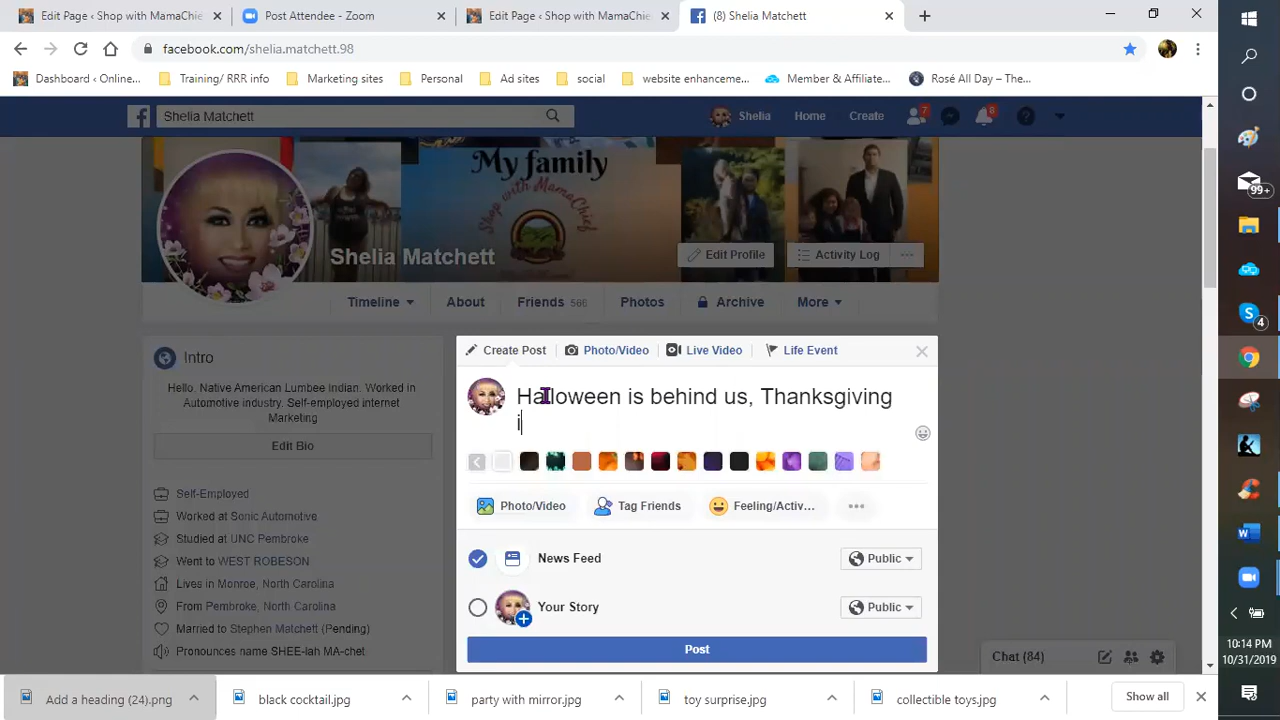 Edit Page ‹ Shop with MamaChie
Post Attendee - Zoom
Edit Page ‹ Shop with MamaChie
(8) Shelia Matchett
facebook.com/shelia.matchett.98
Dashboard ‹ Online...
Training/ RRR info
Marketing sites
Personal
Ad sites
social
website enhanceme...
Member & Affiliate...
Rosé All Day – The...
Shelia Matchett
Shelia
Home
Create
7
8
My family
Shop with MamaChief
Shelia Matchett
Edit Profile
Activity Log
Timeline
About
Friends 566
Photos
Archive
More
Intro
Hello, Native American Lumbee Indian. Worked in
Automotive industry. Self-employed internet
Marketing
Edit Bio
Self-Employed
Worked at Sonic Automotive
Studied at UNC Pembroke
Went to WEST ROBESON
Lives in Monroe, North Carolina
From Pembroke, North Carolina
Married to Stephen Matchett (Pending)
Pronounces name SHEE-lah MA-chet.
Create Post
Photo/Video
Live Video
Life Event
Halloween is behind us, Thanksgiving
i
Photo/Video
Tag Friends
Feeling/Activ...
News Feed
Public
Your Story
Public
Post
Chat (84)
99+
4
10:14 PM
10/31/2019
Add a heading (24).png
black cocktail.jpg
party with mirror.jpg
toy surprise.jpg
collectible toys.jpg
Show all